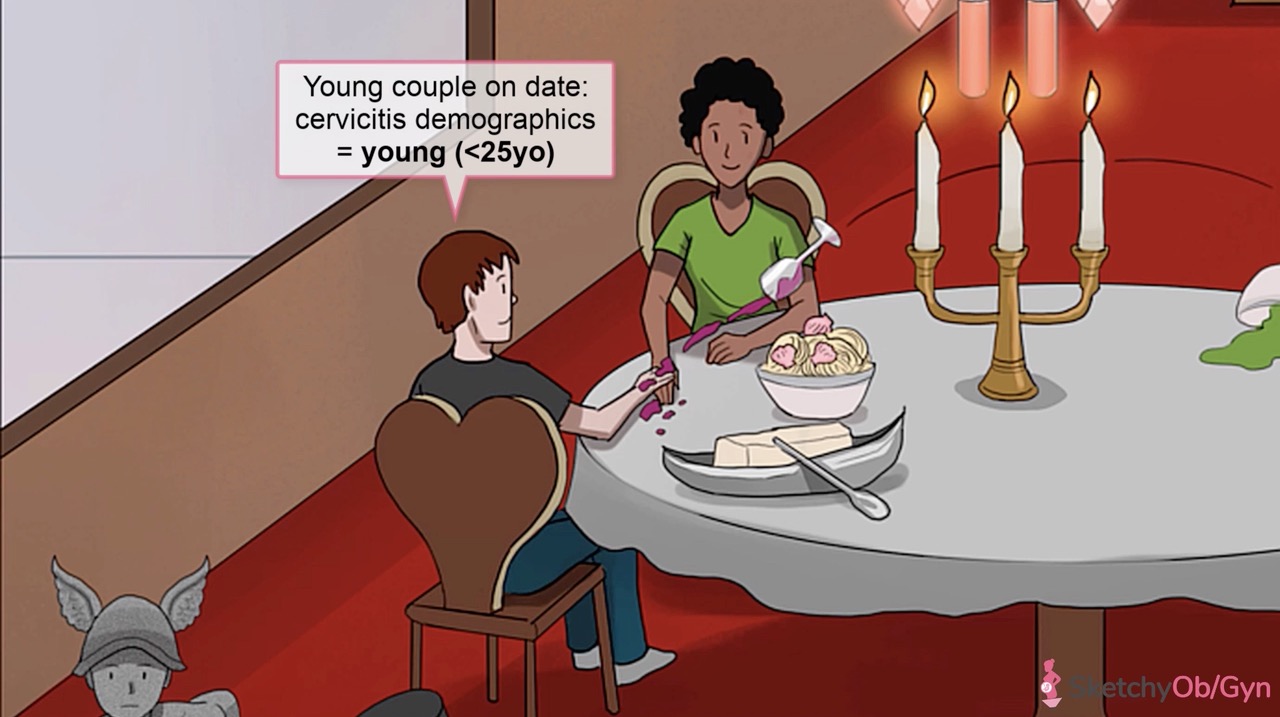 Young couple on date:
cervicitis demographics
= young (<25yo)
SketchyOb/Gyn